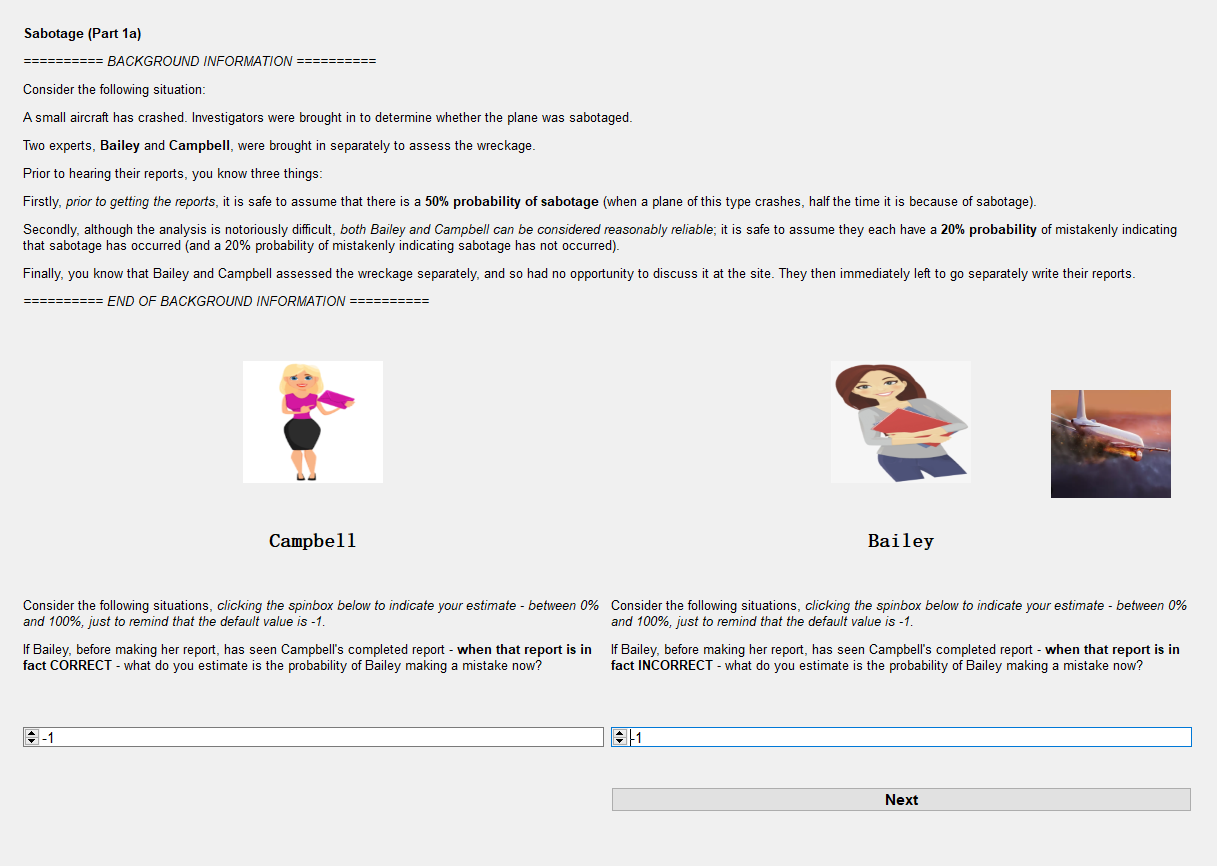 Sabotage (Part 1a)
========== BACKGROUND INFORMATION ==========
Consider the following situation:
A small aircraft has crashed. Investigators were brought in to determine whether the plane was sabotaged.
Two experts, Bailey and Campbell, were brought in separately to assess the wreckage.
Prior to hearing their reports, you know three things:
Firstly, prior to getting the reports, it is safe to assume that there is a 50% probability of sabotage (when a plane of this type crashes, half the time it is because of sabotage).
Secondly, although the analysis is notoriously difficult, both Bailey and Campbell can be considered reasonably reliable; it is safe to assume they each have a 20% probability of mistakenly indicating
that sabotage has occurred (and a 20% probability of mistakenly indicating sabotage has not occurred).
Finally, you know that Bailey and Campbell assessed the wreckage separately, and so had no opportunity to discuss it at the site. They then immediately left to go separately write their reports.
========== END OF BACKGROUND INFORMATION ==========
Campbell
Bailey
Consider the following situations, clicking the spinbox below to indicate your estimate - between 0%
and 100%, just to remind that the default value is -1.
If Bailey, before making her report, has seen Campbell's completed report - when that report is in
fact CORRECT - what do you estimate is the probability of Bailey making a mistake now?
-1
Consider the following situations, clicking the spinbox below to indicate your estimate - between 0%
and 100%, just to remind that the default value is -1.
If Bailey, before making her report, has seen Campbell's completed report - when that report is in
fact INCORRECT - what do you estimate is the probability of Bailey making a mistake now?
-1
Next